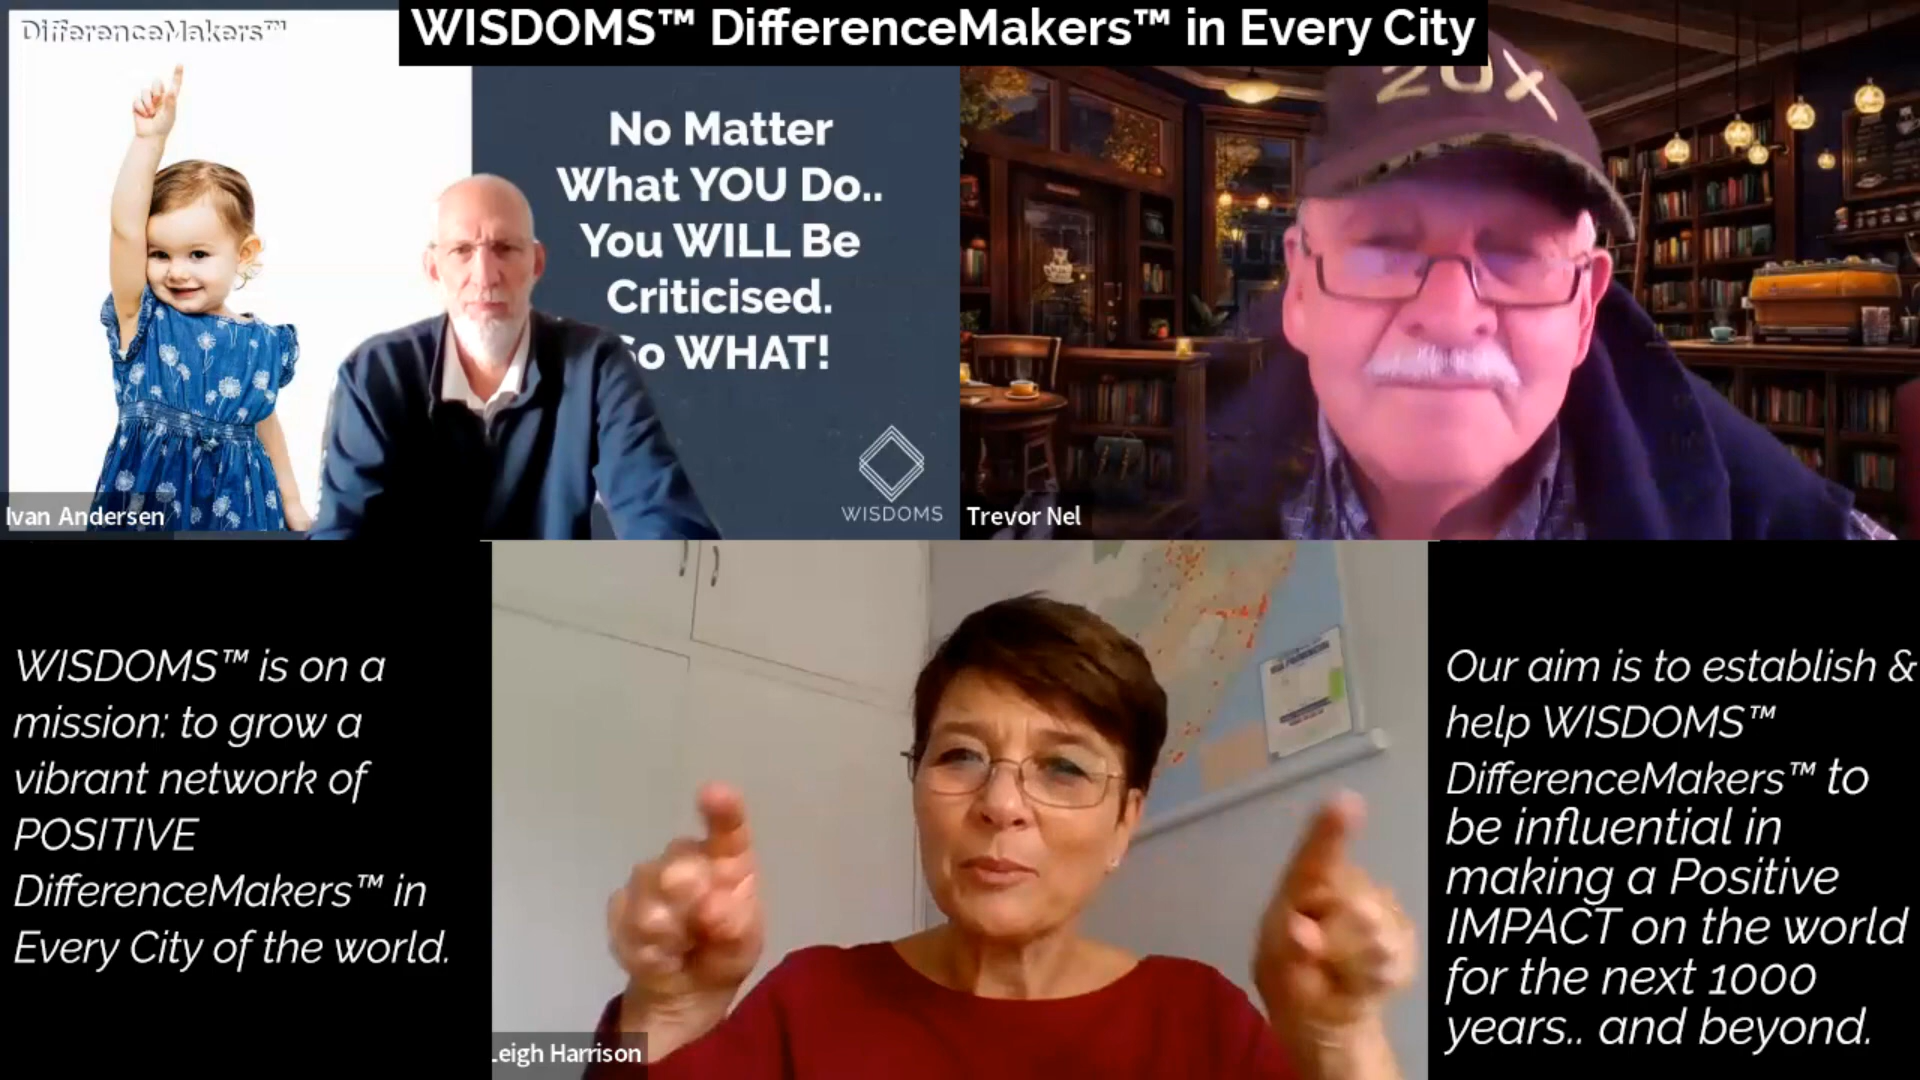 WISDOMS™ DifferenceMakers™ in Every City
DifferenceMakers™
No Matter
What YOU Do..
You WILL Be
Criticised.
So WHAT!
WISDOMS
Ivan Andersen
20X
Trevor Nel
WISDOMS™ is on a
mission: to grow a
vibrant network of
POSITIVE
DifferenceMakers™ in
Every City of the world.
Leigh Harrison
Our aim is to establish &
help WISDOMS™
DifferenceMakers™ to
be influential in
making a Positive
IMPACT on the world
for the next 1000
years.. and beyond.